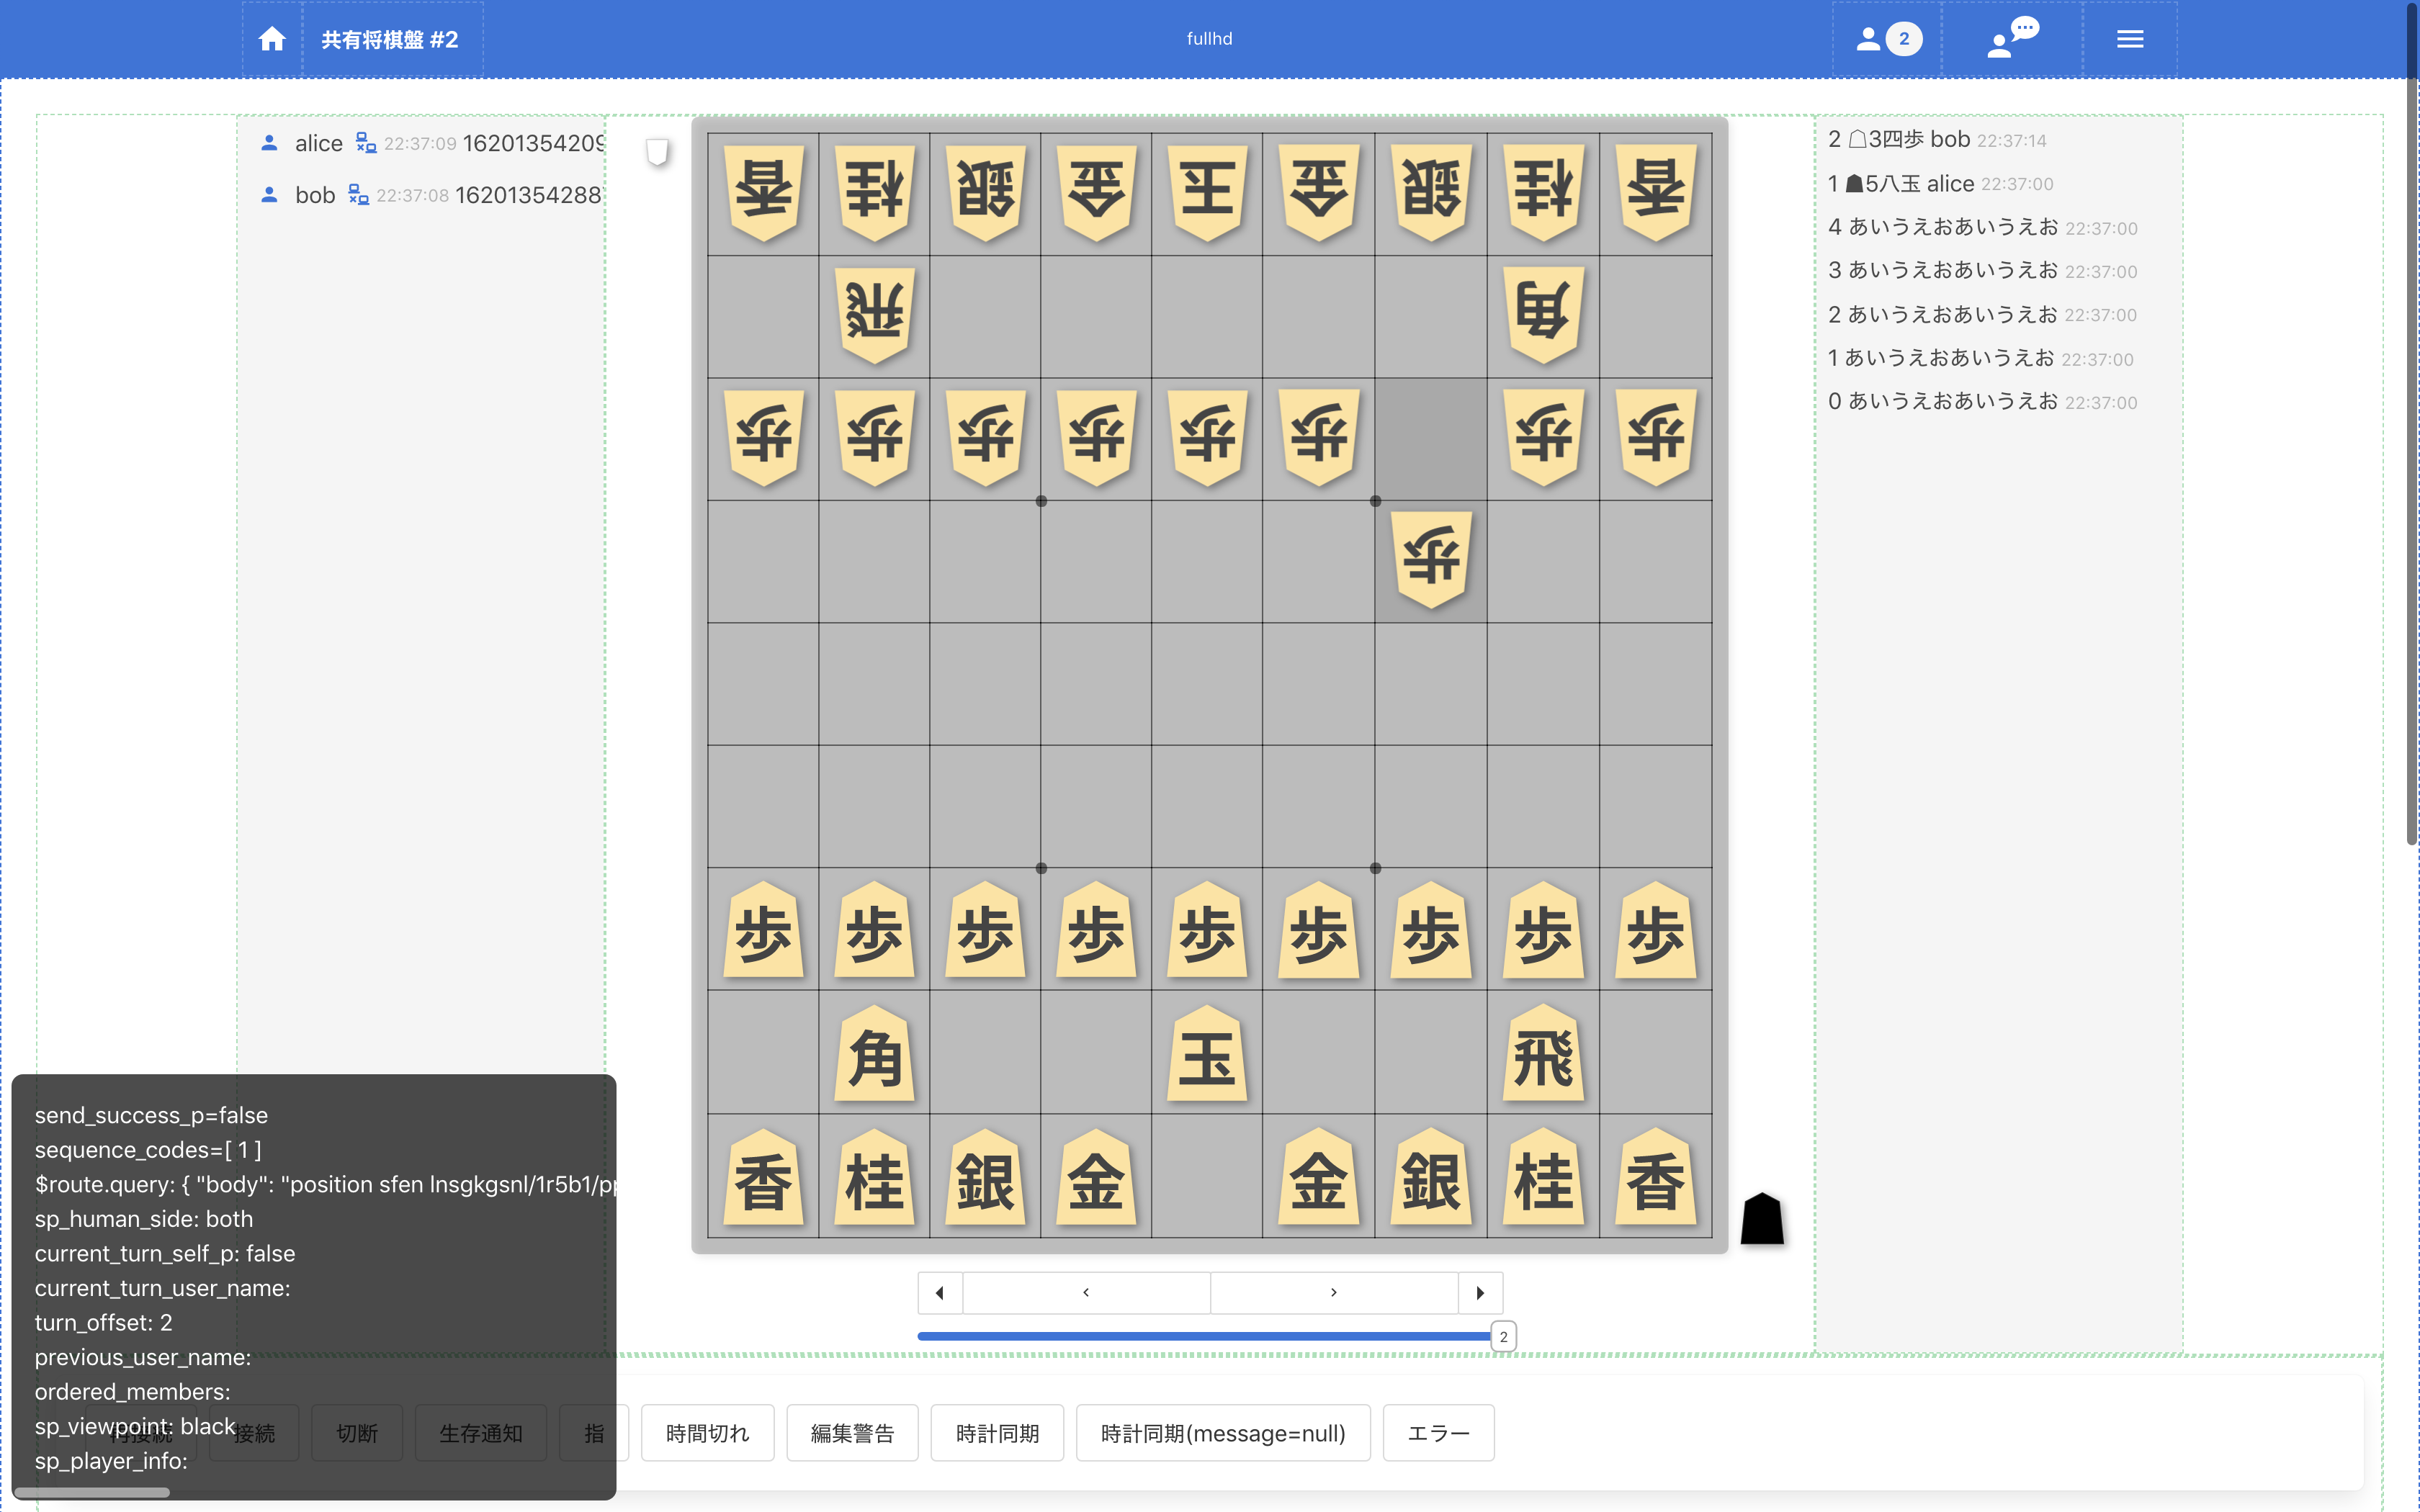 共有将棋盤 #2
fullhd
2
alice 22:37:09 16201354209
bob 22:37:08 1620135428
2 ☖3四歩 bob 22:37:14
1 ☗5八玉 alice 22:37:00
4 あいうえおあいうえお 22:37:00
3 あいうえおあいうえお 22:37:00
2 あいうえおあいうえお 22:37:00
1 あいうえおあいうえお 22:37:00
0 あいうえおあいうえお 22:37:00
香 桂 銀 金 玉 金 銀 桂 香
飛 角
歩 歩 歩 歩 歩 歩 歩 歩
歩
歩 歩 歩 歩 歩 歩 歩 歩 歩
角 玉 飛
香 桂 銀 金 金 銀 桂 香
2
send_success_p=false
sequence_codes=[ 1 ]
$route.query: { "body": "position sfen lnsgkgsnl/1r5b1/p
sp_human_side: both
current_turn_self_p: false
current_turn_user_name:
turn_offset: 2
previous_user_name:
ordered_members:
sp_viewpoint: black
sp_player_info:
再接続 接続 切断 生存通知 指 時間切れ 編集警告 時計同期 時計同期(message=null) エラー